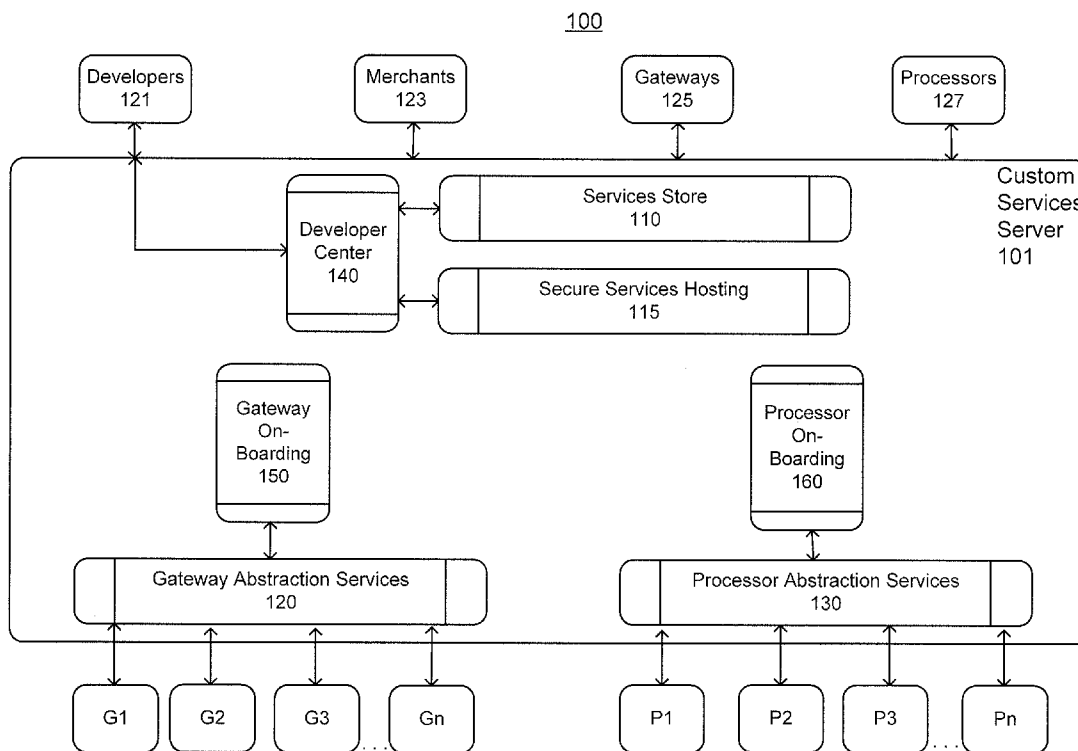 100
Developers
121
Merchants
123
Gateways
125
Processors
127
Custom
Services
Server
101
Developer
Center
140
Services Store
110
Secure Services Hosting
115
Gateway
On-
Boarding
150
Processor
On-
Boarding
160
Gateway Abstraction Services
120
Processor Abstraction Services
130
G1
G2
G3
....
Gn
P1
P2
P3
.....
Pn